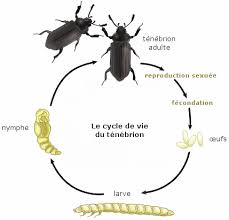 ténébrion
adulte
reproduction sexuée
fécondation
œufs
larve
nymphe
Le cycle de vie
du ténébrion